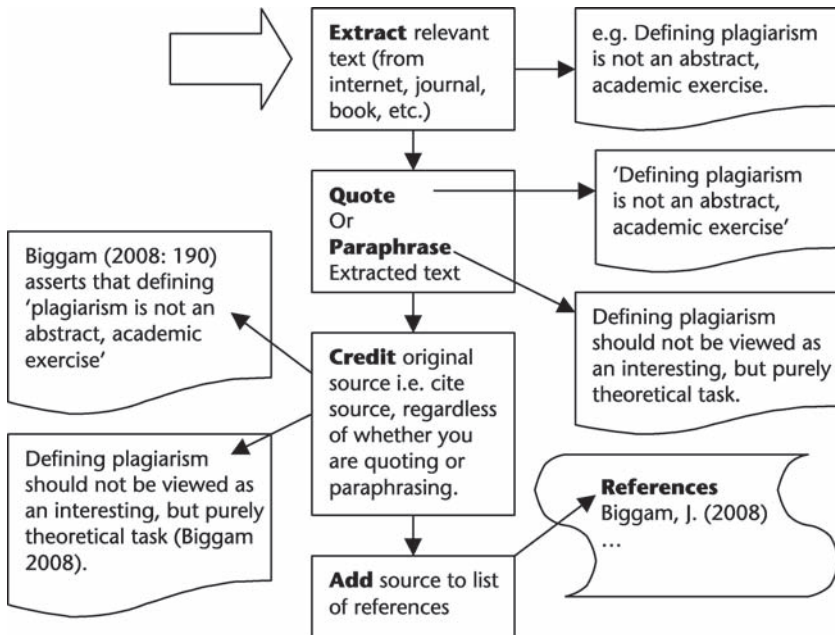 Extract relevant
text (from
internet, journal,
book, etc.)
e.g. Defining plagiarism
is not an abstract,
academic exercise.
Quote
Or
Paraphrase
Extracted text
‘Defining plagiarism
is not an abstract,
academic exercise’
Defining plagiarism
should not be viewed as
an interesting, but purely
theoretical task.
Credit original
source i.e. cite
source, regardless
of whether you
are quoting or
paraphrasing.
Biggam (2008: 190)
asserts that defining
‘plagiarism is not an
abstract, academic
exercise’
Defining plagiarism
should not be viewed as
an interesting, but purely
theoretical task (Biggam
2008).
Add source to list
of references
References
Biggam, J. (2008)
...